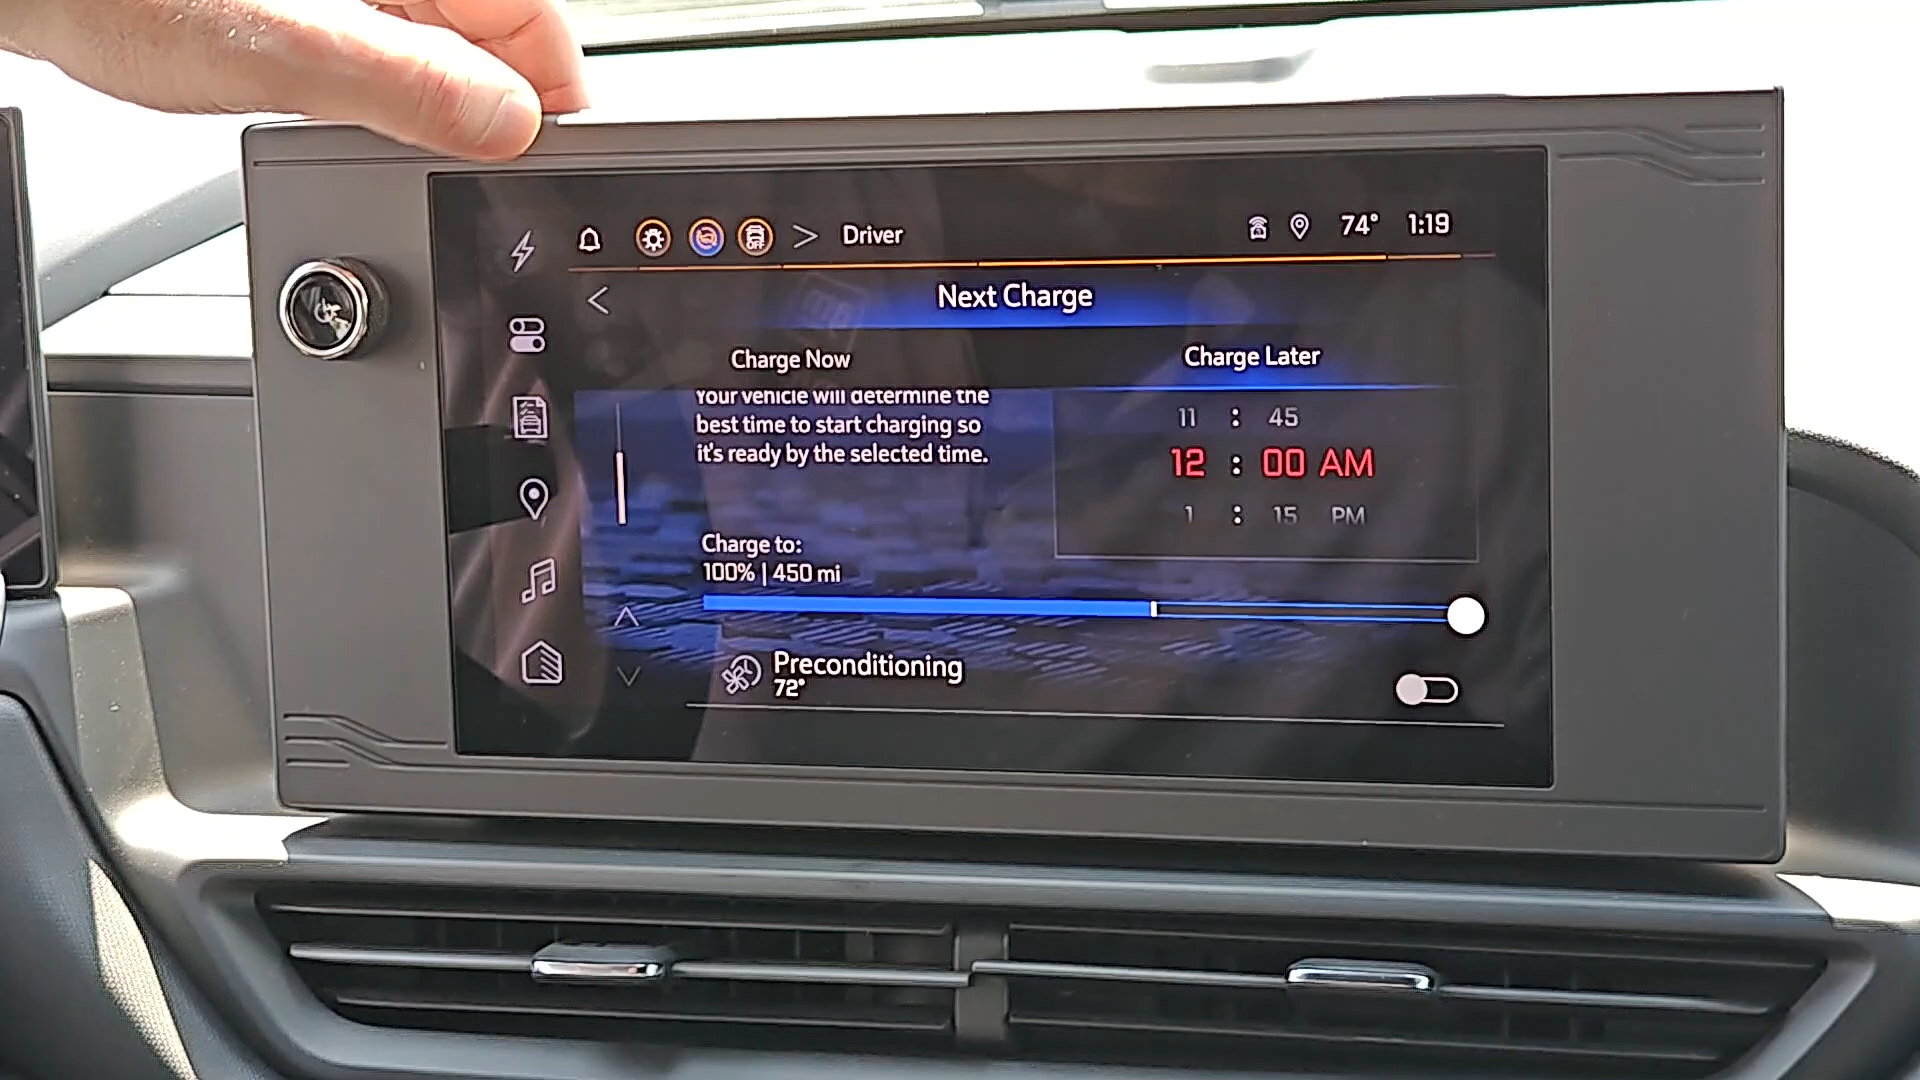 Driver
74° 1:19
Next Charge
Charge Now
Charge Later
Your vehicle will determine the
best time to start charging so
it's ready by the selected time.
11 : 45
12 : 00 AM
1 : 15 PM
Charge to:
100% | 450 mi
Preconditioning
72°
OFF